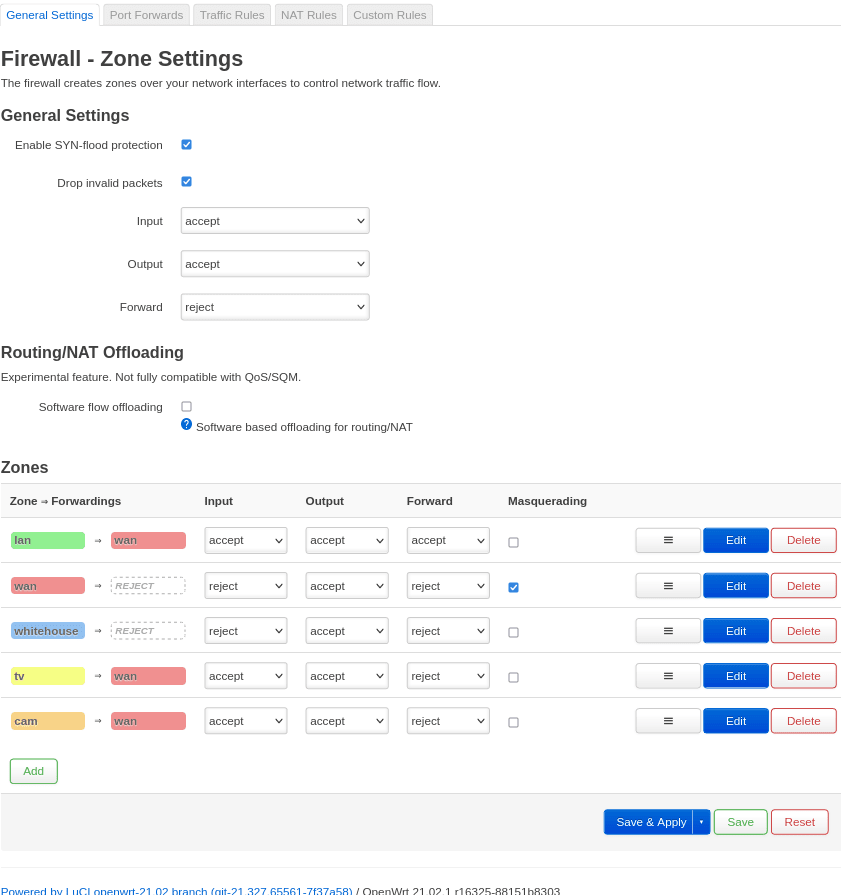 General Settings Port Forwards Traffic Rules NAT Rules Custom Rules
Firewall - Zone Settings
The firewall creates zones over your network interfaces to control network traffic flow.
General Settings
Enable SYN-flood protection
Drop invalid packets
Input accept
Output accept
Forward reject
Routing/NAT Offloading
Experimental feature. Not fully compatible with QoS/SQM.
Software flow offloading
? Software based offloading for routing/NAT
Zones
Zone ⇒ Forwardings Input Output Forward Masquerading
lan ⇒ wan accept accept accept ≡ Edit Delete
wan ⇒ REJECT reject accept reject ≡ Edit Delete
whitehouse ⇒ REJECT reject accept reject ≡ Edit Delete
tv ⇒ wan accept accept reject ≡ Edit Delete
cam ⇒ wan accept accept reject ≡ Edit Delete
Add
Save & Apply Save Reset
Powered by LuCI openwrt-21.02 branch (git-21.327.65561-7f37a58) / OpenWrt 21.02.1 r16325-88151b8303